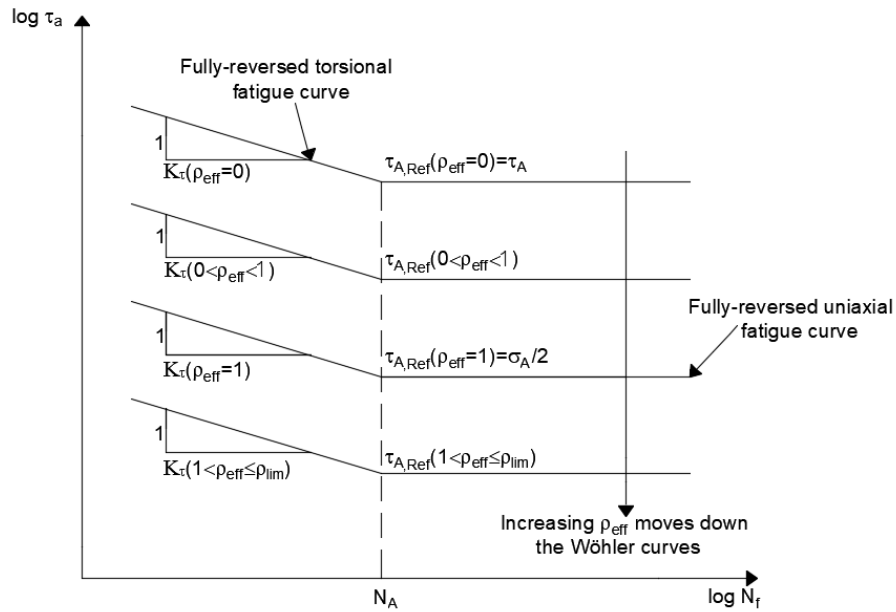 log τa
Fully-reversed torsional
fatigue curve
1
Kτ(ρeff=0)
τA,Ref(ρeff=0)=τA
1
Kτ(0<ρeff<1)
τA,Ref(0<ρeff<1)
Fully-reversed uniaxial
fatigue curve
1
Kτ(ρeff=1)
τA,Ref(ρeff=1)=σA/2
1
Kτ(1<ρeff≤ρlim)
τA,Ref(1<ρeff≤ρlim)
Increasing ρeff moves down
the Wöhler curves
NA
log Nf